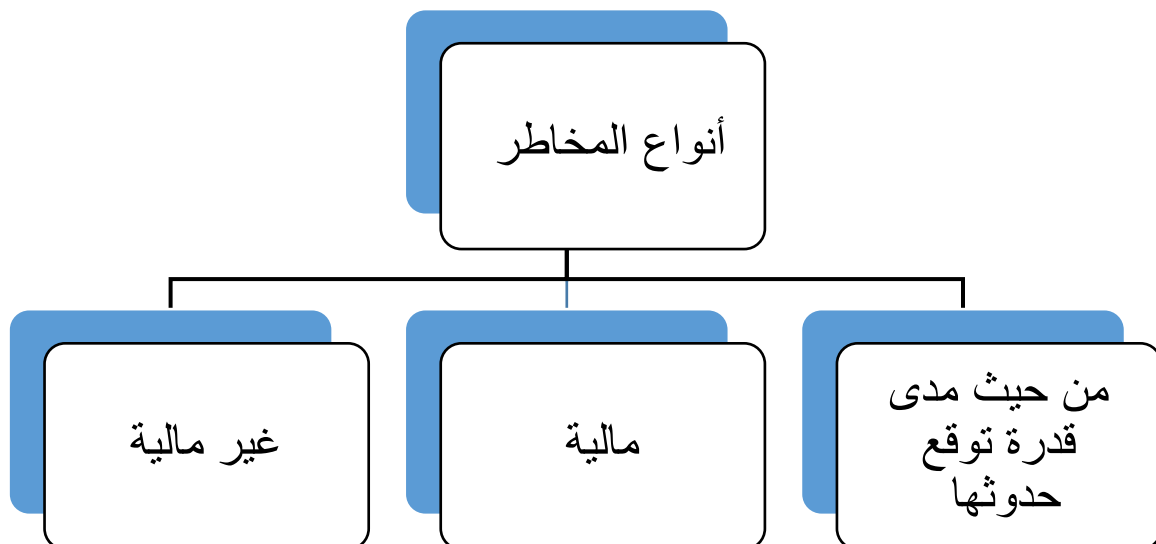 أنواع المخاطر
من حيث مدى
قدرة توقع
حدوثها
مالية
غير مالية